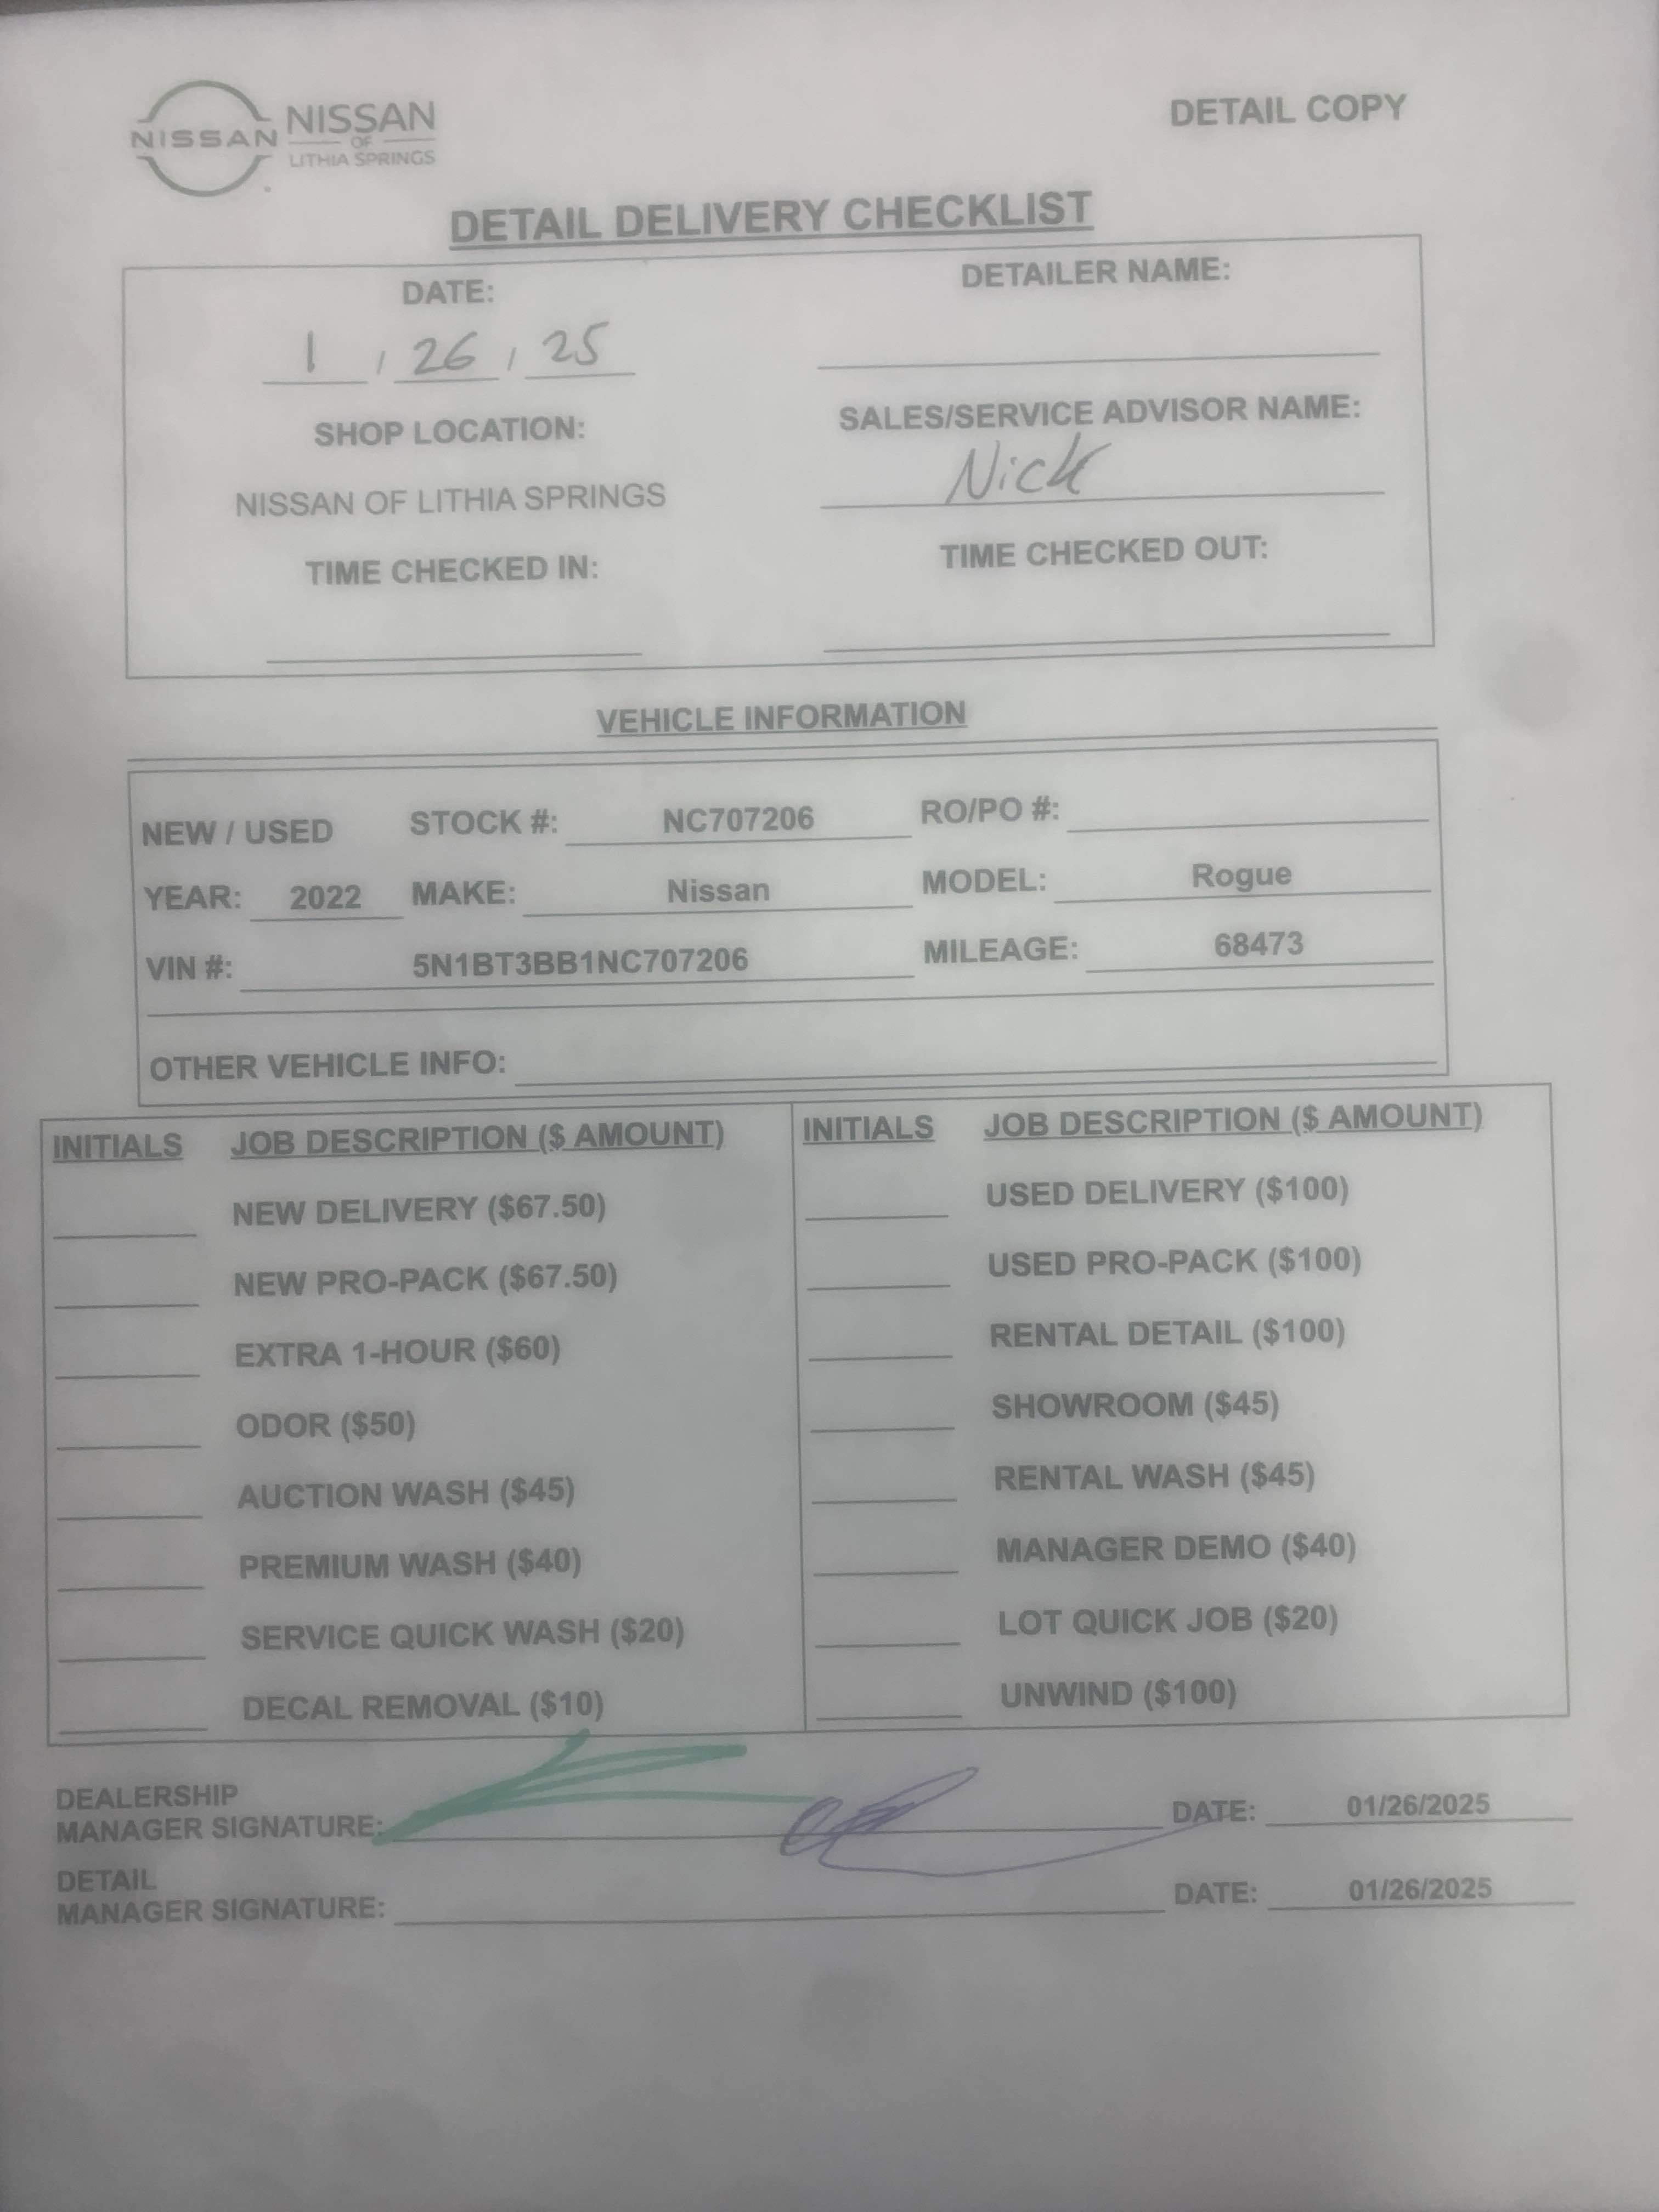 NISSAN NISSAN OF LITHIA SPRINGS
DETAIL COPY
DETAIL DELIVERY CHECKLIST
DATE:
1 / 26 / 25
DETAILER NAME:
SHOP LOCATION:
NISSAN OF LITHIA SPRINGS
SALES/SERVICE ADVISOR NAME:
Nick
TIME CHECKED IN:
TIME CHECKED OUT:
VEHICLE INFORMATION
NEW / USED STOCK #: NC707206 RO/PO #:
YEAR: 2022 MAKE: Nissan MODEL: Rogue
VIN #: 5N1BT3BB1NC707206 MILEAGE: 68473
OTHER VEHICLE INFO:
INITIALS JOB DESCRIPTION ($ AMOUNT)
NEW DELIVERY ($67.50)
NEW PRO-PACK ($67.50)
EXTRA 1-HOUR ($60)
ODOR ($50)
AUCTION WASH ($45)
PREMIUM WASH ($40)
SERVICE QUICK WASH ($20)
DECAL REMOVAL ($10)
INITIALS JOB DESCRIPTION ($ AMOUNT)
USED DELIVERY ($100)
USED PRO-PACK ($100)
RENTAL DETAIL ($100)
SHOWROOM ($45)
RENTAL WASH ($45)
MANAGER DEMO ($40)
LOT QUICK JOB ($20)
UNWIND ($100)
DEALERSHIP
MANAGER SIGNATURE: DATE: 01/26/2025
DETAIL
MANAGER SIGNATURE: DATE: 01/26/2025